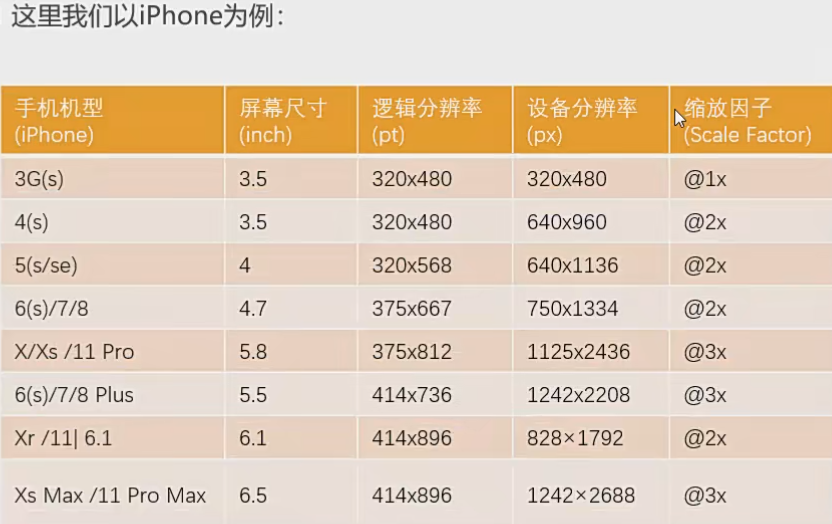 这里我们以iPhone为例：
手机机型 屏幕尺寸 逻辑分辨率 设备分辨率 缩放因子
(iPhone) (inch) (pt) (px) (Scale Factor)
3G(s) 3.5 320x480 320x480 @1x
4(s) 3.5 320x480 640x960 @2x
5(s/se) 4 320x568 640x1136 @2x
6(s)/7/8 4.7 375x667 750x1334 @2x
X/Xs /11 Pro 5.8 375x812 1125x2436 @3x
6(s)/7/8 Plus 5.5 414x736 1242x2208 @3x
Xr /11| 6.1 6.1 414x896 828×1792 @2x
Xs Max /11 Pro Max 6.5 414x896 1242×2688 @3x